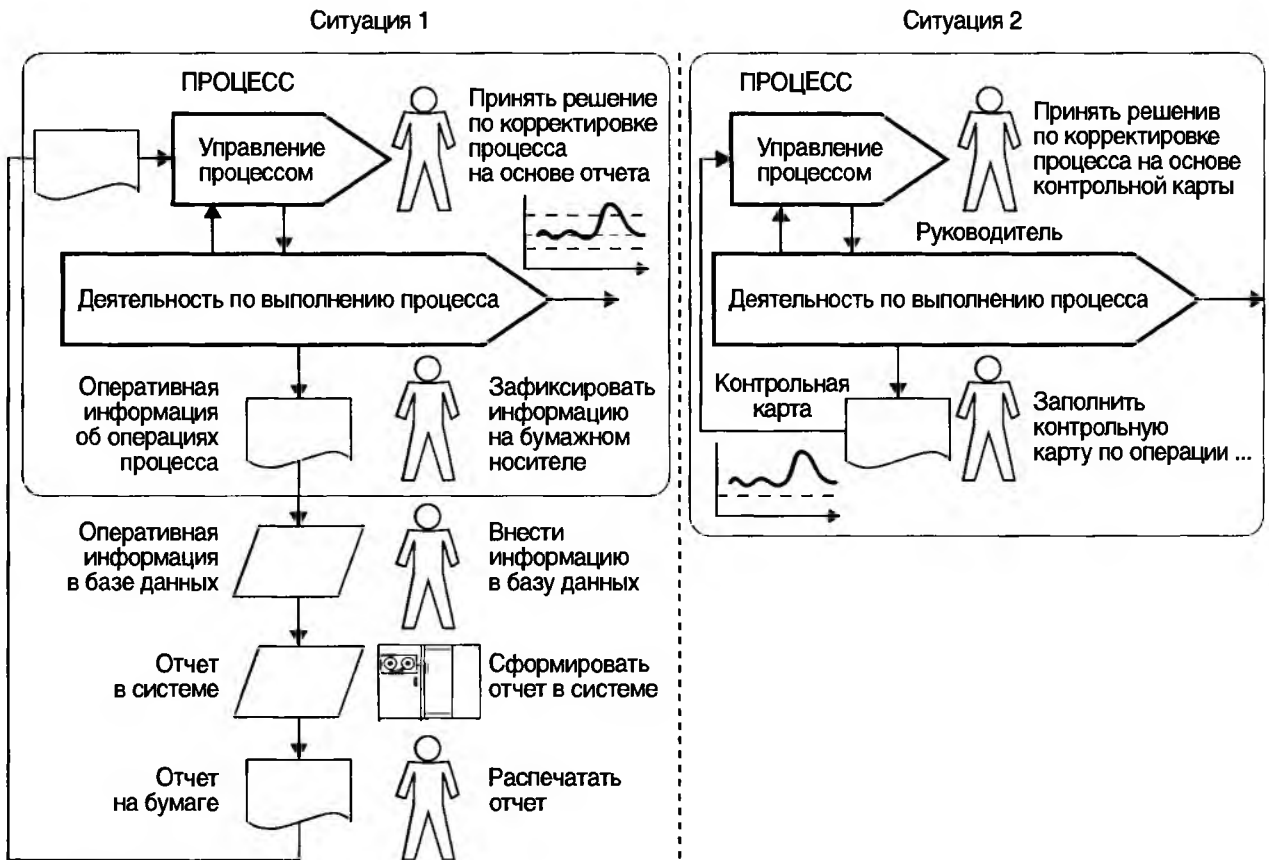 Ситуация 1
ПРОЦЕСС
Управление
процессом
Принять решение
по корректировке
процесса
на основе отчета
Деятельность по выполнению процесса
Оперативная
информация
об операциях
процесса
Зафиксировать
информацию
на бумажном
носителе
Оперативная
информация
в базе данных
Внести
информацию
в базу данных
Отчет
в системе
Сформировать
отчет в системе
Отчет
на бумаге
Распечатать
отчет
Ситуация 2
ПРОЦЕСС
Управление
процессом
Принять решенив
по корректировке
процесса на основе
контрольной карты
Руководитель
Деятельность по выполнению процесса
Контрольная
карта
Заполнить
контрольную
карту по операции ...